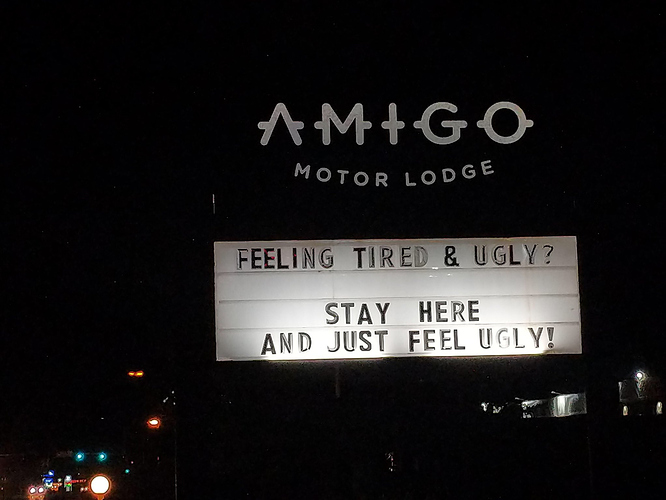 AMIGO
MOTOR LODGE
FEELING TIRED & UGLY?
STAY HERE
AND JUST FEEL UGLY!